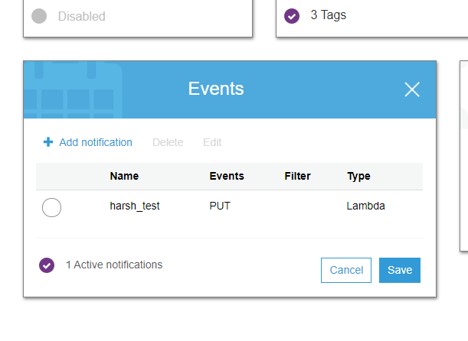 Disabled
3 Tags
Events
Add notification Delete Edit
Name Events Filter Type
harsh_test PUT Lambda
1 Active notifications
Cancel Save